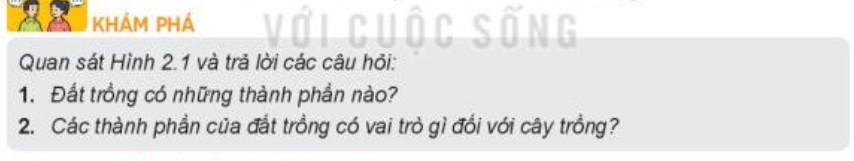 KHÁM PHÁ
VỚI CUỘC SỐNG
Quan sát Hình 2.1 và trả lời các câu hỏi:
1. Đất trồng có những thành phần nào?
2. Các thành phần của đất trồng có vai trò gì đối với cây trồng?